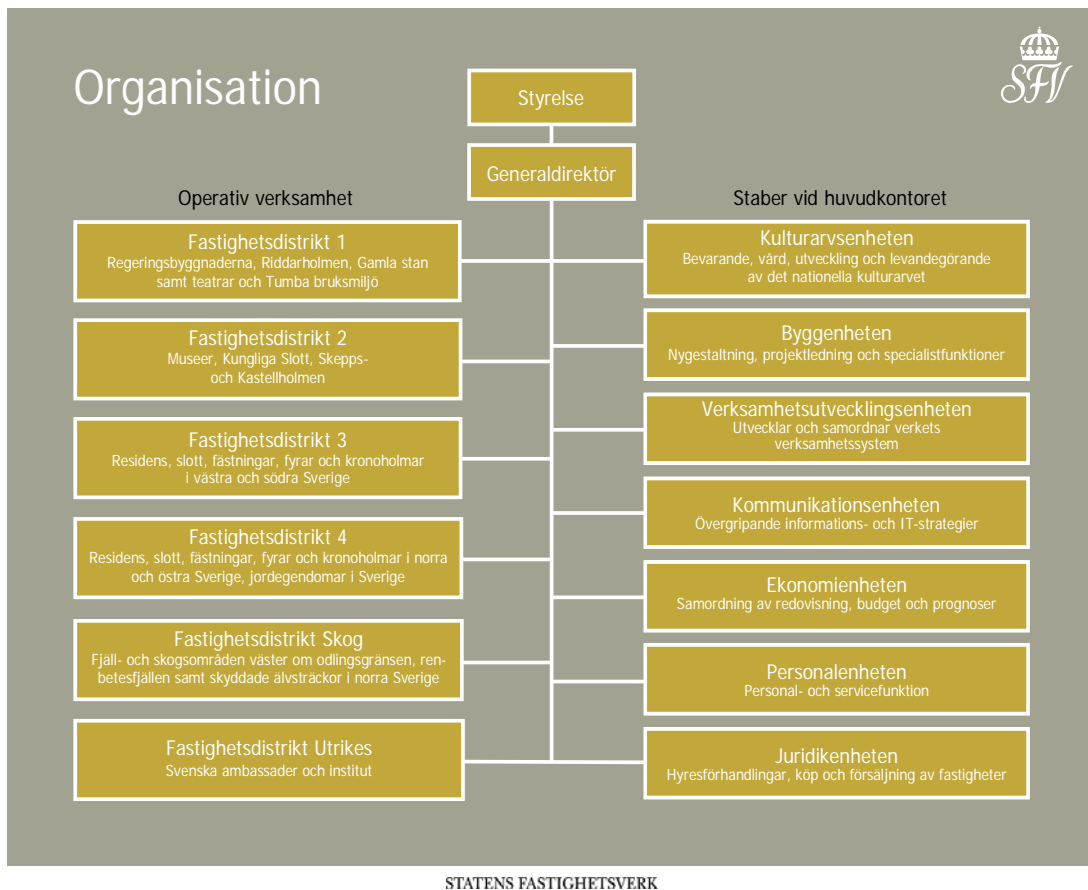 Organisation
SFV
Styrelse
Generaldirektör
Operativ verksamhet
Fastighetsdistrikt 1
Regeringsbyggnaderna, Riddarholmen, Gamla stan
samt teatrar och Tumba bruksmiljö
Fastighetsdistrikt 2
Museer, Kungliga Slott, Skepps-
och Kastellholmen
Fastighetsdistrikt 3
Residens, slott, fästningar, fyrar och kronoholmar
i västra och södra Sverige
Fastighetsdistrikt 4
Residens, slott, fästningar, fyrar och kronoholmar i norra
och östra Sverige, jordegendomar i Sverige
Fastighetsdistrikt Skog
Fjäll- och skogsområden väster om odlingsgränsen, ren-
betesfjällen samt skyddade älvsträckor i norra Sverige
Fastighetsdistrikt Utrikes
Svenska ambassader och institut
Staber vid huvudkontoret
Kulturarvsenheten
Bevarande, vård, utveckling och levandegörande
av det nationella kulturarvet
Byggenheten
Nygestaltning, projektledning och specialistfunktioner
Verksamhetsutvecklingsenheten
Utvecklar och samordnar verkets
verksamhetssystem
Kommunikationsenheten
Övergripande informations- och IT-strategier
Ekonomienheten
Samordning av redovisning, budget och prognoser
Personalenheten
Personal- och servicefunktion
Juridikenheten
Hyresförhandlingar, köp och försäljning av fastigheter
STATENS FASTIGHETSVERK